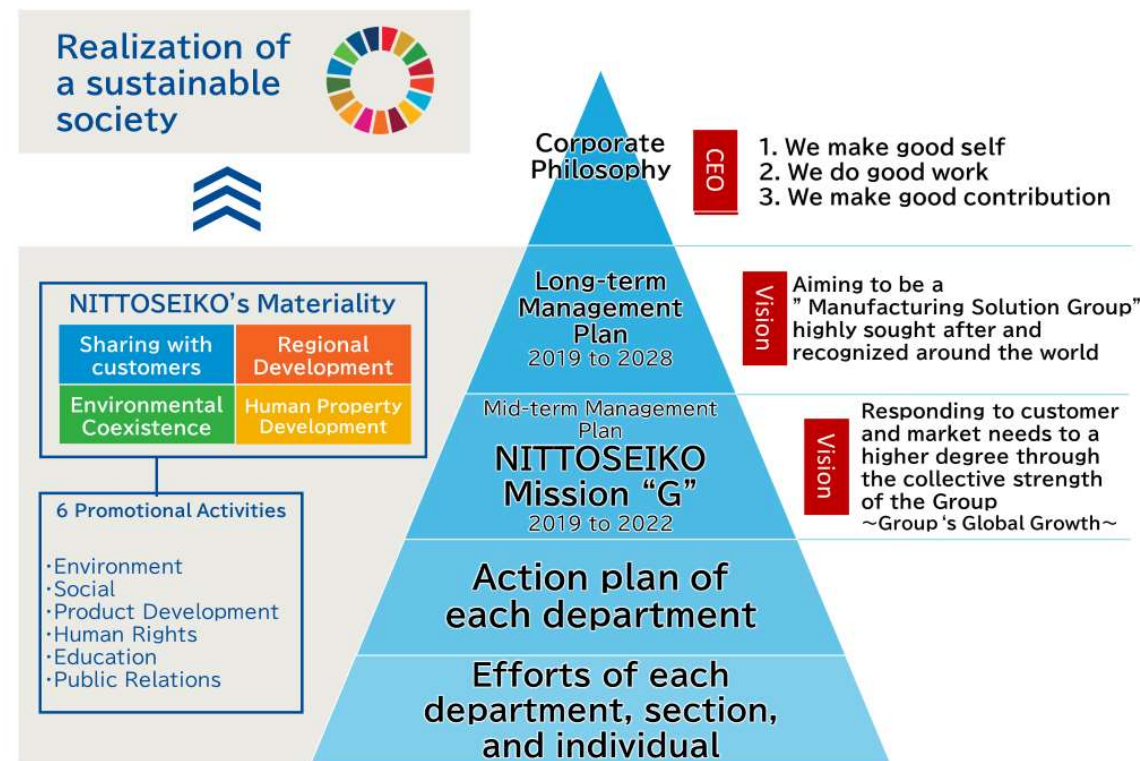 Realization of
a sustainable
society
Corporate
Philosophy
CEO
1. We make good self
2. We do good work
3. We make good contribution
NITTOSEIKO's Materiality
Sharing with
customers
Regional
Development
Environmental
Coexistence
Human Property
Development
Long-term
Management
Plan
2019 to 2028
Vision
Aiming to be a
” Manufacturing Solution Group”
highly sought after and
recognized around the world
Mid-term Management
Plan
NITTOSEIKO
Mission “G”
2019 to 2022
Vision
Responding to customer
and market needs to a
higher degree through
the collective strength
of the Group
~Group‘s Global Growth~
6 Promotional Activities
·Environment
·Social
·Product Development
·Human Rights
·Education
·Public Relations
Action plan of
each department
Efforts of each
department, section,
and individual